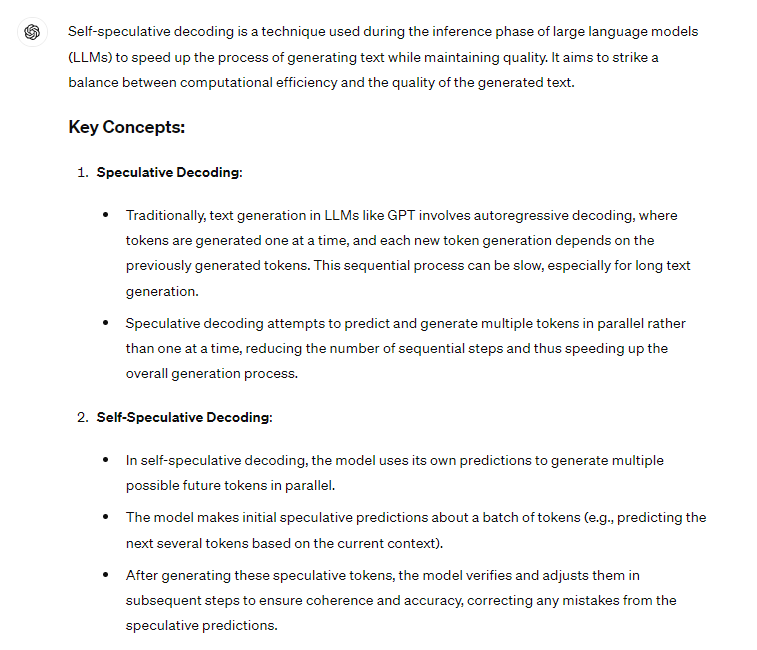 Self-speculative decoding is a technique used during the inference phase of large language models
(LLMs) to speed up the process of generating text while maintaining quality. It aims to strike a
balance between computational efficiency and the quality of the generated text.
Key Concepts:
1. Speculative Decoding:
• Traditionally, text generation in LLMs like GPT involves autoregressive decoding, where
tokens are generated one at a time, and each new token generation depends on the
previously generated tokens. This sequential process can be slow, especially for long text
generation.
• Speculative decoding attempts to predict and generate multiple tokens in parallel rather
than one at a time, reducing the number of sequential steps and thus speeding up the
overall generation process.
2. Self-Speculative Decoding:
• In self-speculative decoding, the model uses its own predictions to generate multiple
possible future tokens in parallel.
• The model makes initial speculative predictions about a batch of tokens (e.g., predicting the
next several tokens based on the current context).
• After generating these speculative tokens, the model verifies and adjusts them in
subsequent steps to ensure coherence and accuracy, correcting any mistakes from the
speculative predictions.